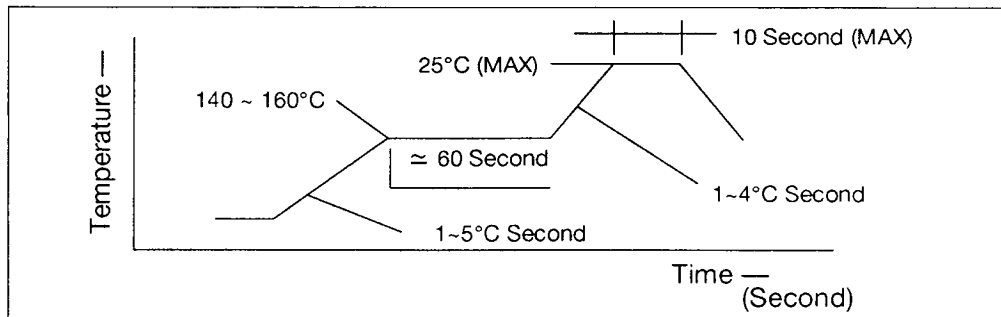 10 Second (MAX)
25°C (MAX)
140 ~ 160°C
≃ 60 Second
1~4°C Second
1~5°C Second
Temperature —
Time —
(Second)